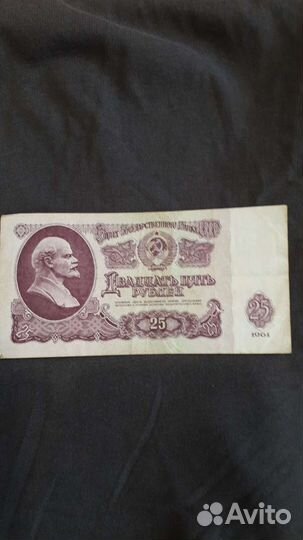 Билет Государственного Банка СССР
Двадцать пять
рублей
25
25
1961
Avito